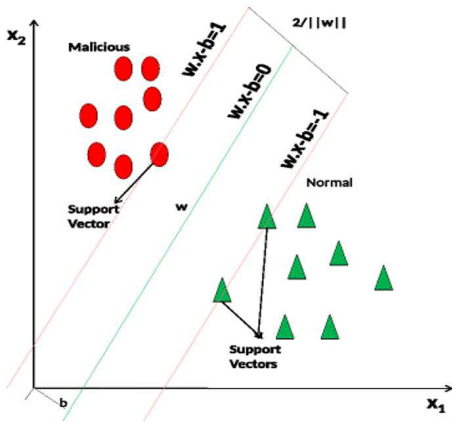 x₂
Malicious
w.x-b=1
2/||w||
w.x-b=0
w.x-b=-1
Normal
Support
Vector
w
Support
Vectors
b
x₁